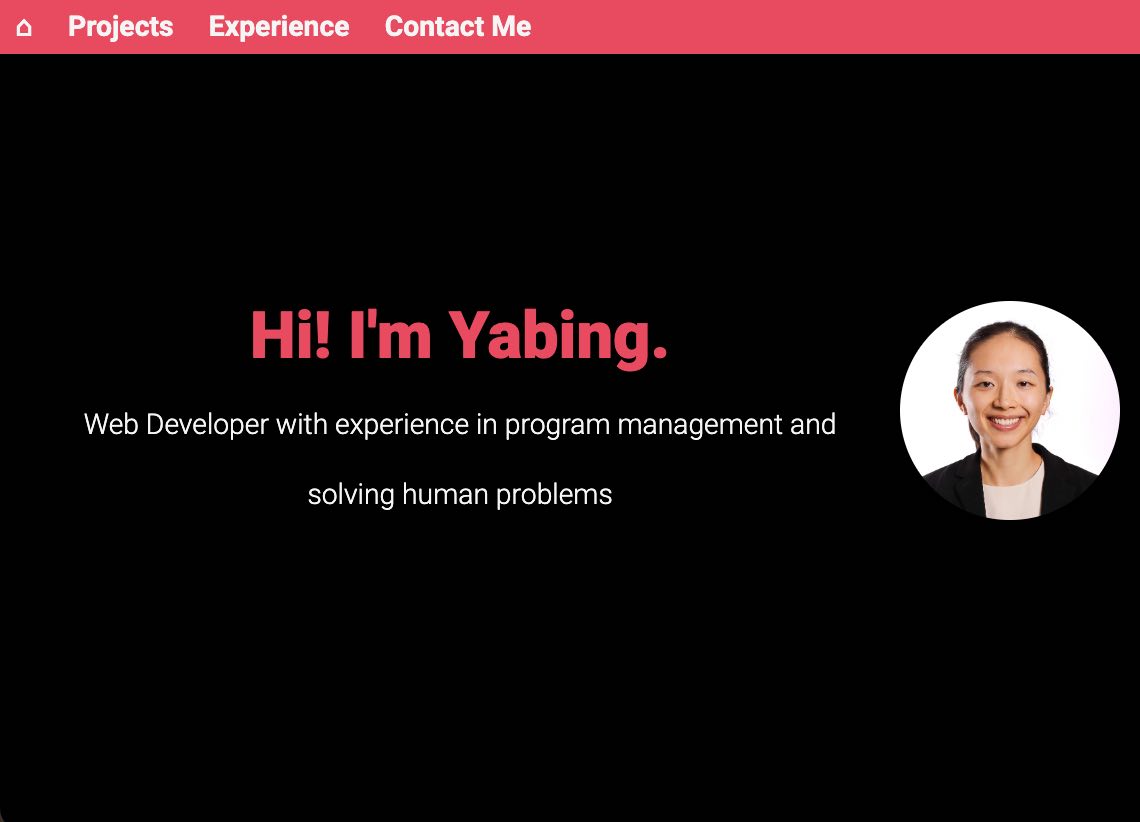 ⌂ Projects Experience Contact Me
Hi! I'm Yabing.
Web Developer with experience in program management and
solving human problems